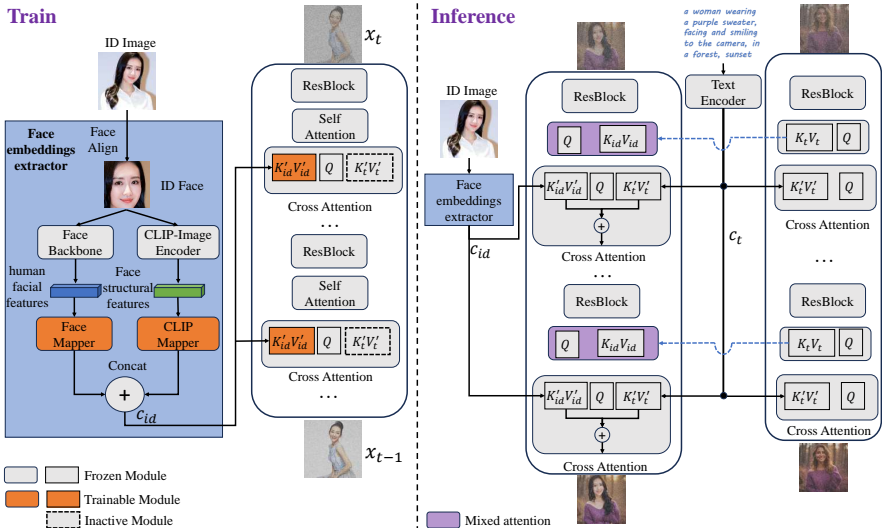 Train
ID Image
Face
embeddings
extractor
Face
Align
ID Face
Face
Backbone
CLIP-Image
Encoder
human
facial
features
Face
structural
features
Face
Mapper
CLIP
Mapper
Concat
+
c_id
x_t
ResBlock
Self
Attention
K'_id V'_id Q K'_t V'_t
Cross Attention
...
ResBlock
Self
Attention
K'_id V'_id Q K'_t V'_t
Cross Attention
...
x_{t-1}
Frozen Module
Trainable Module
Inactive Module
Inference
ID Image
Face
embeddings
extractor
c_id
ResBlock
Q K_id V_id
K'_id V'_id Q K'_t V'_t
+
Cross Attention
...
ResBlock
Q K_id V_id
K'_id V'_id Q K'_t V'_t
+
Cross Attention
Mixed attention
a woman wearing
a purple sweater,
facing and smiling
to the camera, in
a forest, sunset
Text
Encoder
c_t
ResBlock
K_t V_t Q
K'_t V'_t Q
Cross Attention
...
ResBlock
K_t V_t Q
K'_t V'_t Q
Cross Attention